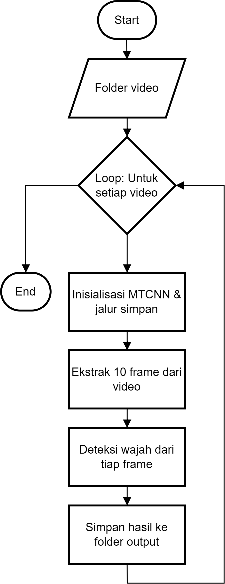 Start
Folder video
Loop: Untuk
setiap video
End
Inisialisasi MTCNN &
jalur simpan
Ekstrak 10 frame dari
video
Deteksi wajah dari
tiap frame
Simpan hasil ke
folder output